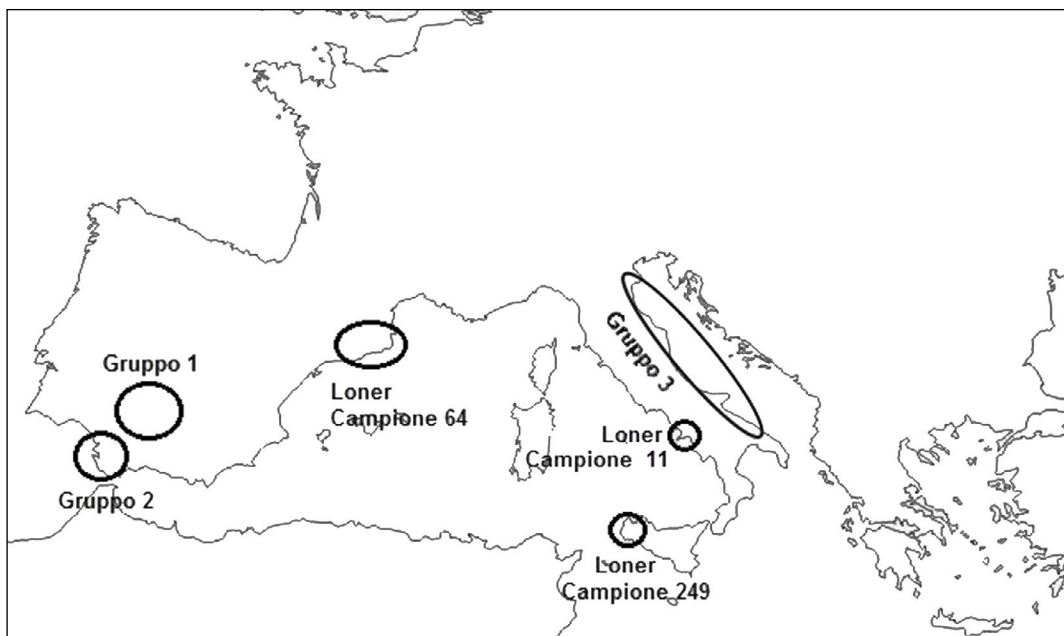 Gruppo 1
Gruppo 2
Loner
Campione 64
Gruppo 3
Loner
Campione 11
Loner
Campione 249